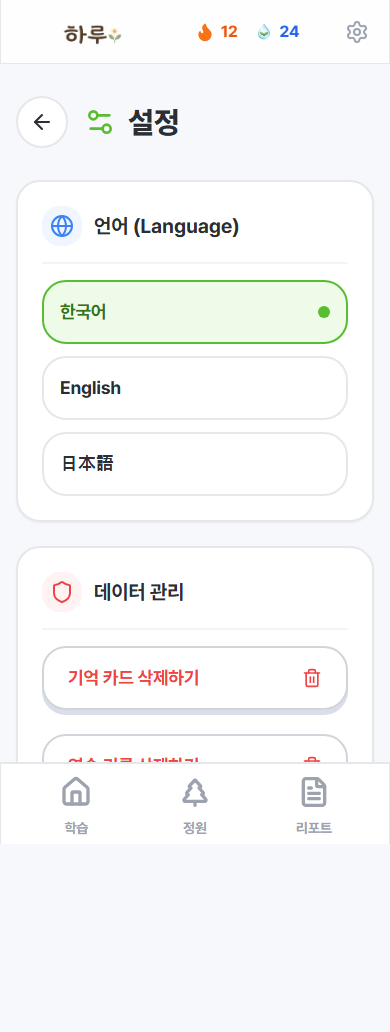 하루
12
24
설정
언어 (Language)
한국어
English
日本語
데이터 관리
기억 카드 삭제하기
학습
정원
리포트